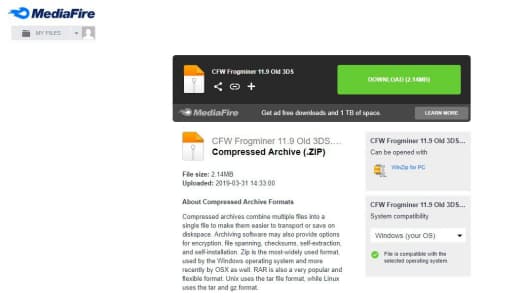 MediaFire
MY FILES
CFW Frogminer 11.9 Old 3DS
DOWNLOAD (2.14MB)
MediaFire
Get ad free downloads and 1 TB of space.
LEARN MORE
CFW Frogminer 11.9 Old 3DS....
Compressed Archive (.ZIP)
File size: 2.14MB
Uploaded: 2019-03-31 14:33:00
About Compressed Archive Formats
Compressed archives combine multiple files into a
single file to make them easier to transport or save on
diskspace. Archiving software may also provide options
for encryption, file spanning, checksums, self-extraction,
and self-installation. Zip is the most-widely used format,
used by the Windows operating system and more
recently by OSX as well. RAR is also a very popular and
flexible format. Unix uses the tar file format, while Linux
uses the tar and gz format.
CFW Frogminer 11.9 Old 3DS...
Can be opened with
WinZip for PC
CFW Frogminer 11.9 Old 3DS...
System compatibility
Windows (your OS)
File is compatible with the
selected operating system.